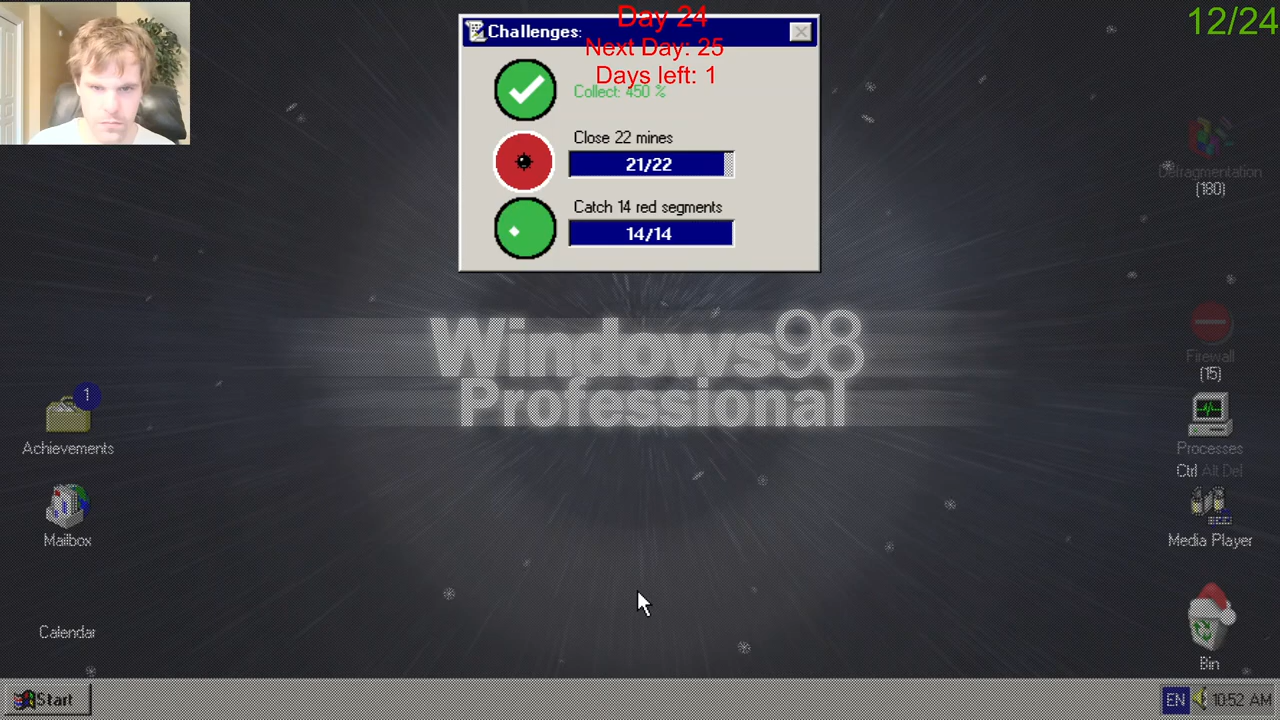 Day 24
Next Day: 25
Days left: 1
12/24
Challenges:
Collect: 450 %
Close 22 mines
21/22
Catch 14 red segments
14/14
Windows98
Professional
Defragmentation
(180)
Firewall
(15)
Processes
Ctrl Alt Del
Media Player
Bin
1
Achievements
Mailbox
Calendar
Start
EN
10:52 AM